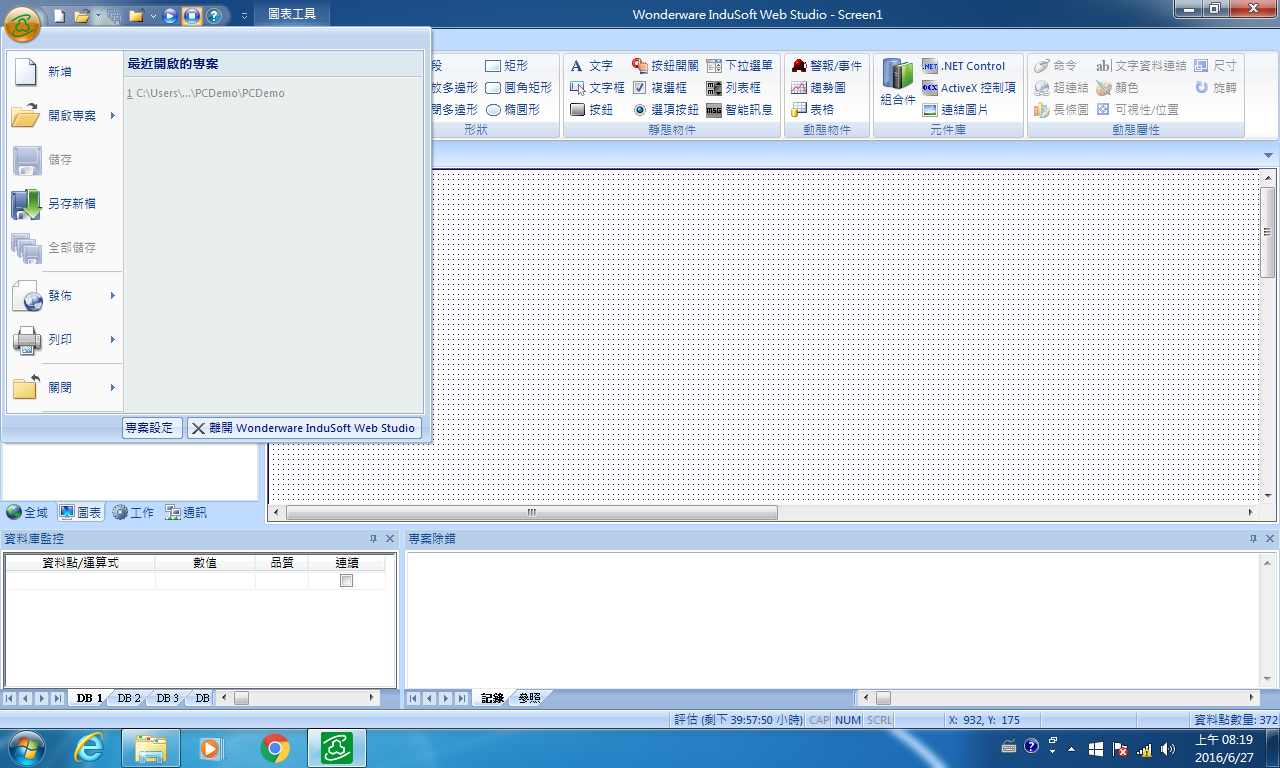 圖表工具
Wonderware InduSoft Web Studio - Screen1
新增
開啟專案
儲存
另存新檔
全部儲存
發佈
列印
關閉
最近開啟的專案
1 C:\Users\...\PCDemo\PCDemo
專案設定
離開 Wonderware InduSoft Web Studio
段 矩形
放多邊形 圓角矩形
閉多邊形 橢圓形
形狀
文字 按鈕開關 下拉選單
文字框 複選框 列表框
按鈕 選項按鈕 智能訊息
靜態物件
警報/事件
趨勢圖
表格
動態物件
組合件
.NET Control
ActiveX 控制項
連結圖片
元件庫
命令 文字資料連結 尺寸
超連結 顏色 旋轉
長條圖 可視性/位置
動態屬性
全域 圖表 工作 通訊
資料庫監控
資料點/運算式 數值 品質 連續
DB 1 DB 2 DB 3 DB
專案除錯
記錄 參照
評估 (剩下 39:57:50 小時) CAP NUM SCRL X: 932, Y: 175 資料點數量: 372
上午 08:19
2016/6/27